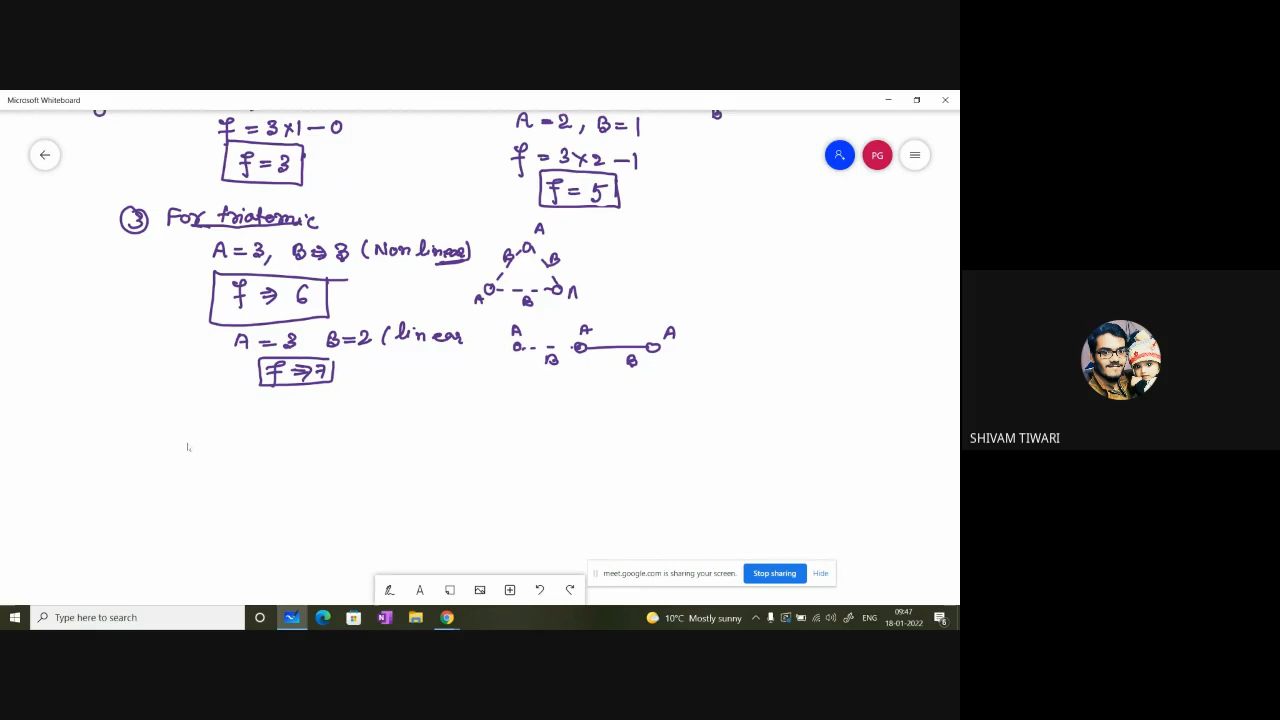 Microsoft Whiteboard
f = 3×1-0
f = 3
A = 2, B = 1
f = 3×2-1
f = 5
B
PG
③ For triatomic
A = 3, B ⇒ 3 (Non linear)
f ⇒ 6
A
B B
A B A
A = 3 B = 2 (linear
f ⇒ 7
A A A
B B
SHIVAM TIWARI
meet.google.com is sharing your screen. Stop sharing Hide
Type here to search
10°C Mostly sunny ENG 09:47
18-01-2022 6